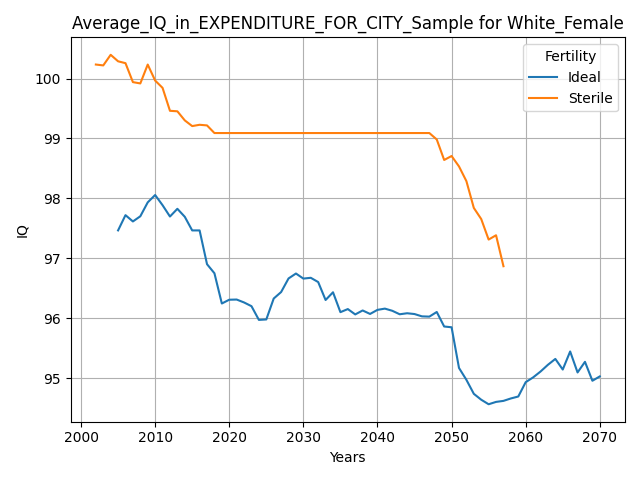 Average_IQ_in_EXPENDITURE_FOR_CITY_Sample for White_Female
Fertility
Ideal
Sterile
IQ
100
99
98
97
96
95
2000 2010 2020 2030 2040 2050 2060 2070
Years